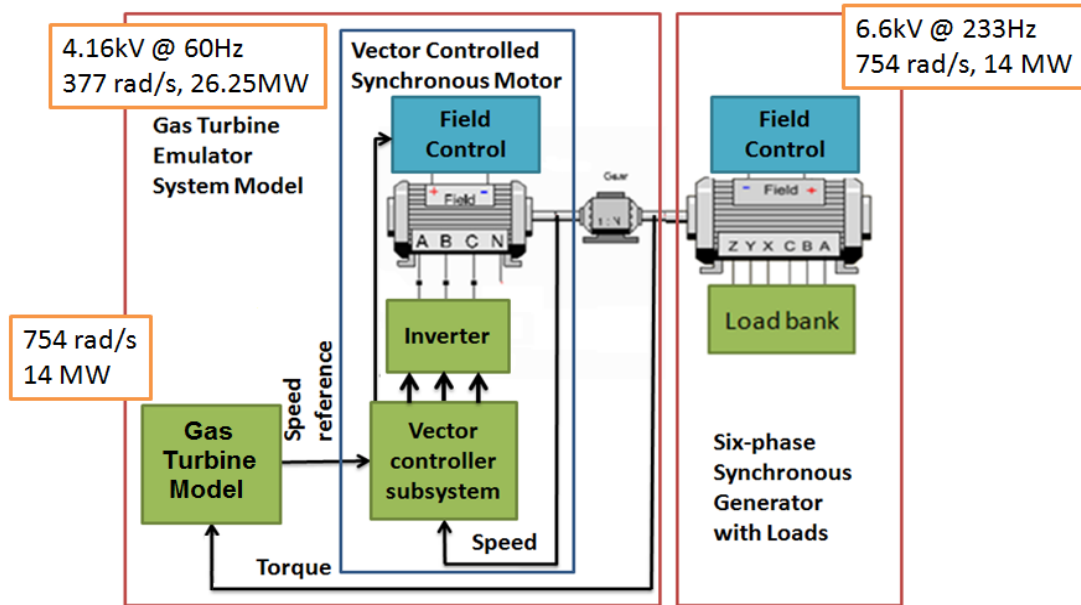 4.16kV @ 60Hz
377 rad/s, 26.25MW
Gas Turbine
Emulator
System Model
Vector Controlled
Synchronous Motor
Field
Control
+ -
Field
A B C N
Gear
1:N
6.6kV @ 233Hz
754 rad/s, 14 MW
Field
Control
- Field +
Z Y X C B A
Load bank
Inverter
754 rad/s
14 MW
Speed
reference
Gas
Turbine
Model
Vector
controller
subsystem
Speed
Torque
Six-phase
Synchronous
Generator
with Loads